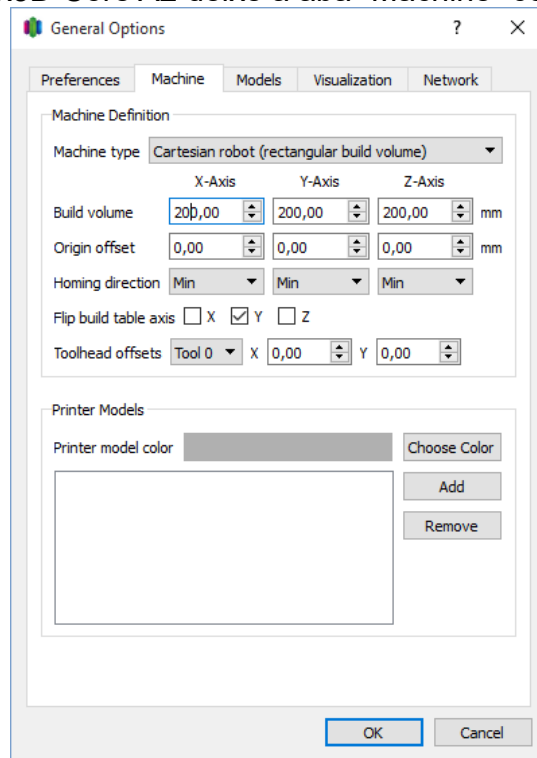 General Options ?
Preferences Machine Models Visualization Network
Machine Definition
Machine type Cartesian robot (rectangular build volume)
X-Axis Y-Axis Z-Axis
Build volume 200,00 200,00 200,00 mm
Origin offset 0,00 0,00 0,00 mm
Homing direction Min Min Min
Flip build table axis X Y Z
Toolhead offsets Tool 0 X 0,00 Y 0,00
Printer Models
Printer model color Choose Color
Add
Remove
OK Cancel